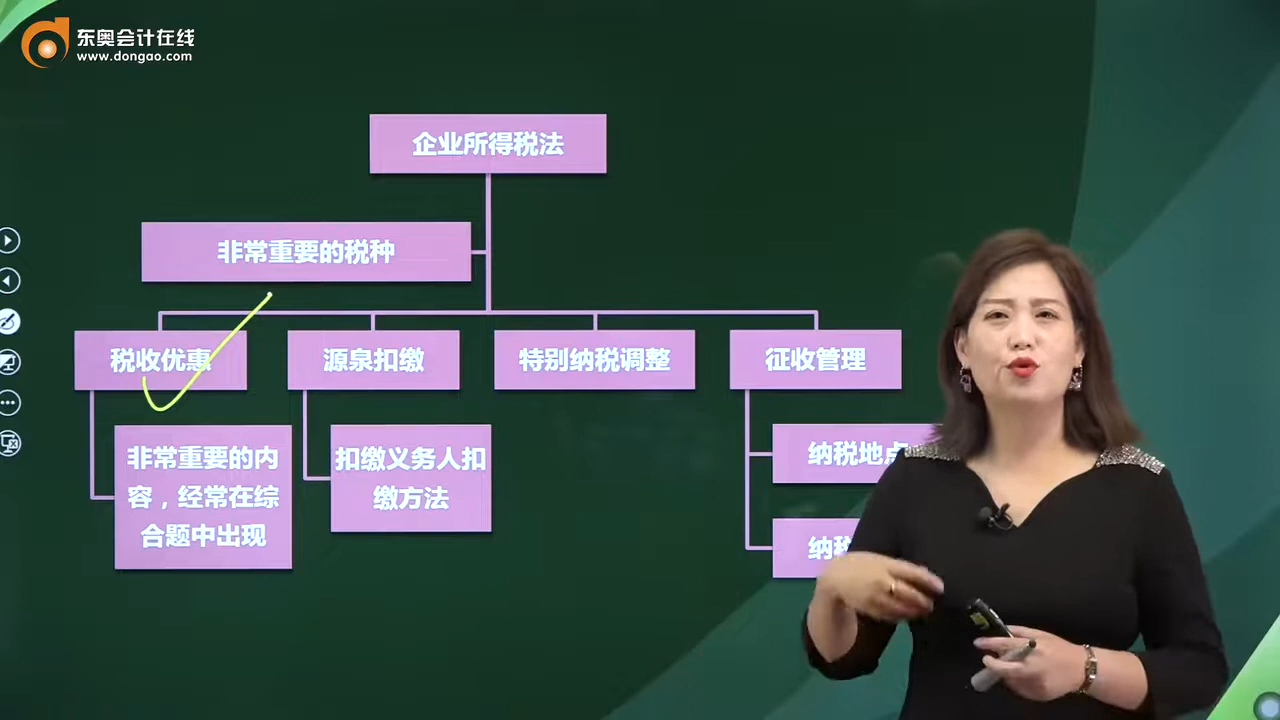 东奥会计在线
www.dongao.com
企业所得税法
非常重要的税种
税收优惠
源泉扣缴
特别纳税调整
征收管理
非常重要的内
容，经常在综
合题中出现
扣缴义务人扣
缴方法
纳税地点
纳税